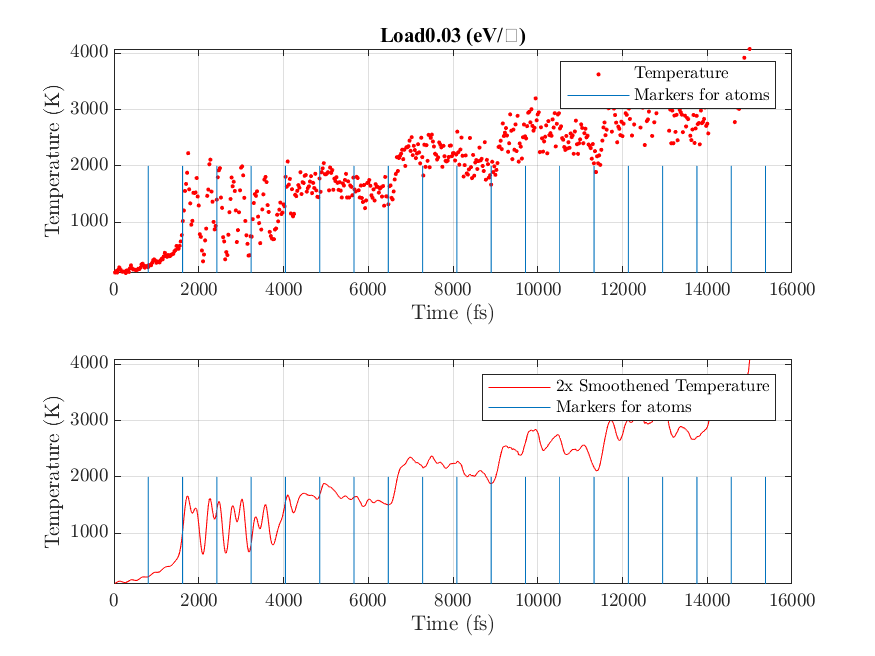 Load0.03 (eV/□)
4000
3000
2000
1000
Temperature (K)
Temperature
Markers for atoms
0 2000 4000 6000 8000 10000 12000 14000 16000
Time (fs)
4000
3000
2000
1000
Temperature (K)
2x Smoothened Temperature
Markers for atoms
0 2000 4000 6000 8000 10000 12000 14000 16000
Time (fs)